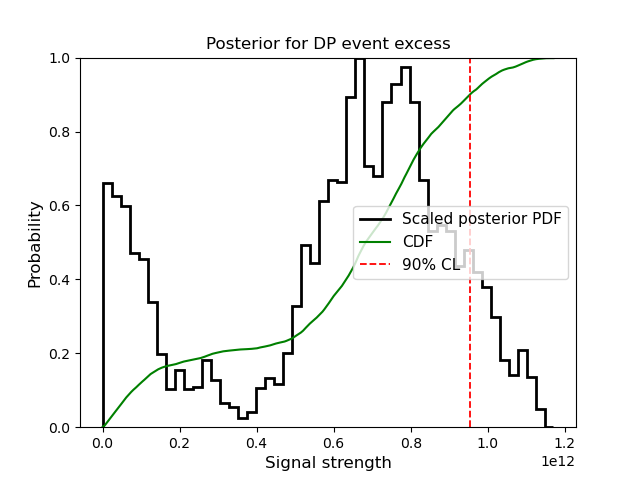 Posterior for DP event excess
Probability
1.0
0.8
0.6
0.4
0.2
0.0
Scaled posterior PDF
CDF
90% CL
0.0 0.2 0.4 0.6 0.8 1.0 1.2
1e12
Signal strength